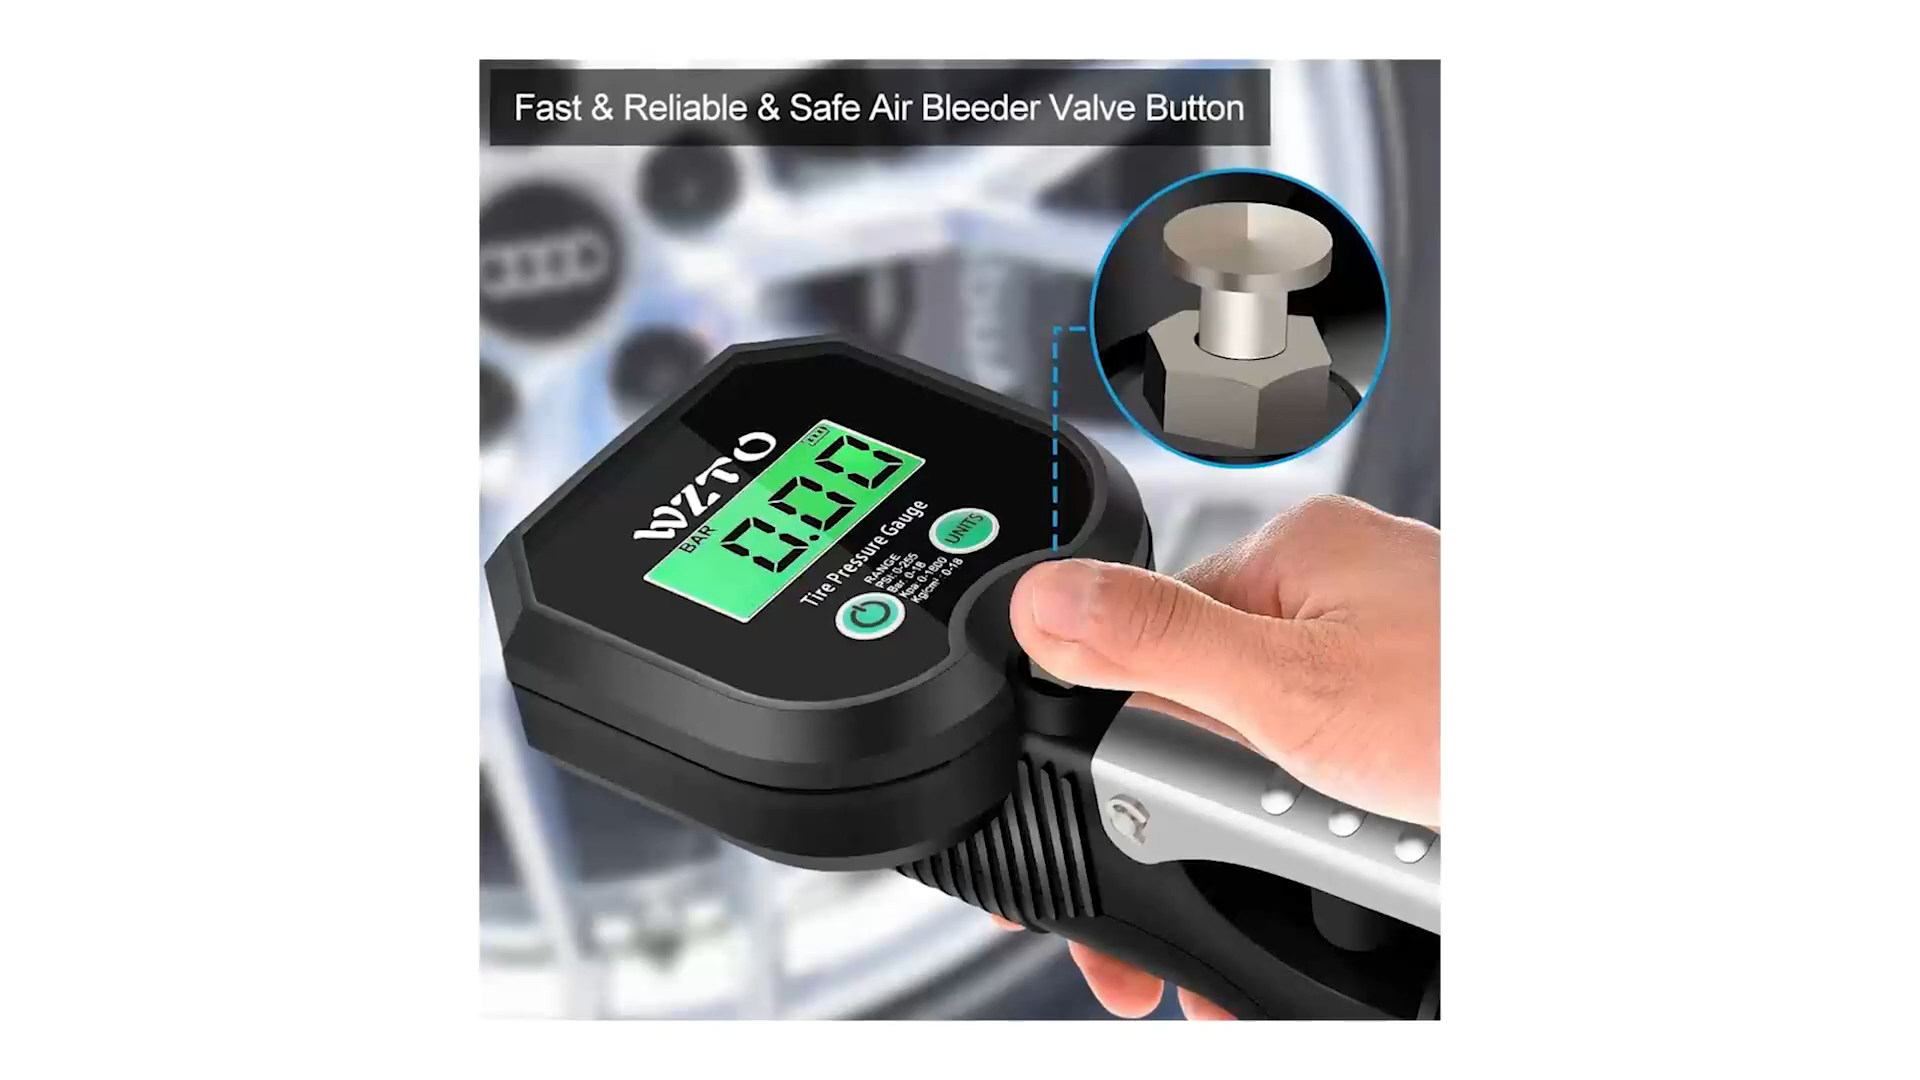 Fast & Reliable & Safe Air Bleeder Valve Button
WZTO
BAR
0.00
Tire Pressure Gauge
UNITS
RANGE
PSI: 0-255
Bar: 0-18
Kpa: 0-1800
Kg/cm²: 0-18